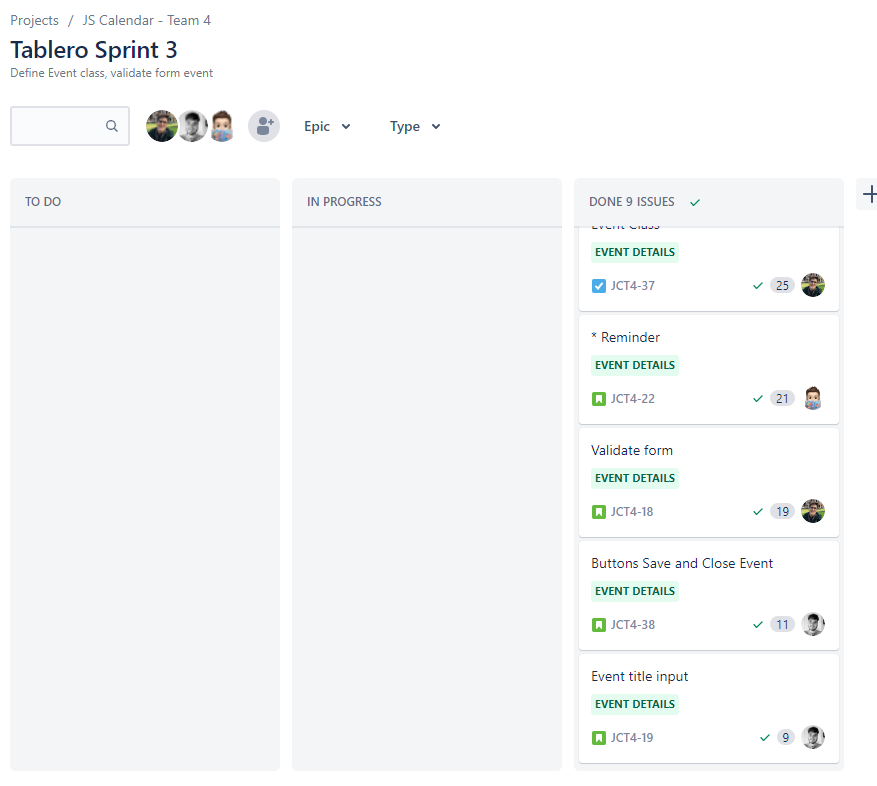 Projects / JS Calendar - Team 4
Tablero Sprint 3
Define Event class, validate form event
Epic
Type
TO DO
IN PROGRESS
DONE 9 ISSUES
Event Class
EVENT DETAILS
JCT4-37
25
* Reminder
EVENT DETAILS
JCT4-22
21
Validate form
EVENT DETAILS
JCT4-18
19
Buttons Save and Close Event
EVENT DETAILS
JCT4-38
11
Event title input
EVENT DETAILS
JCT4-19
9